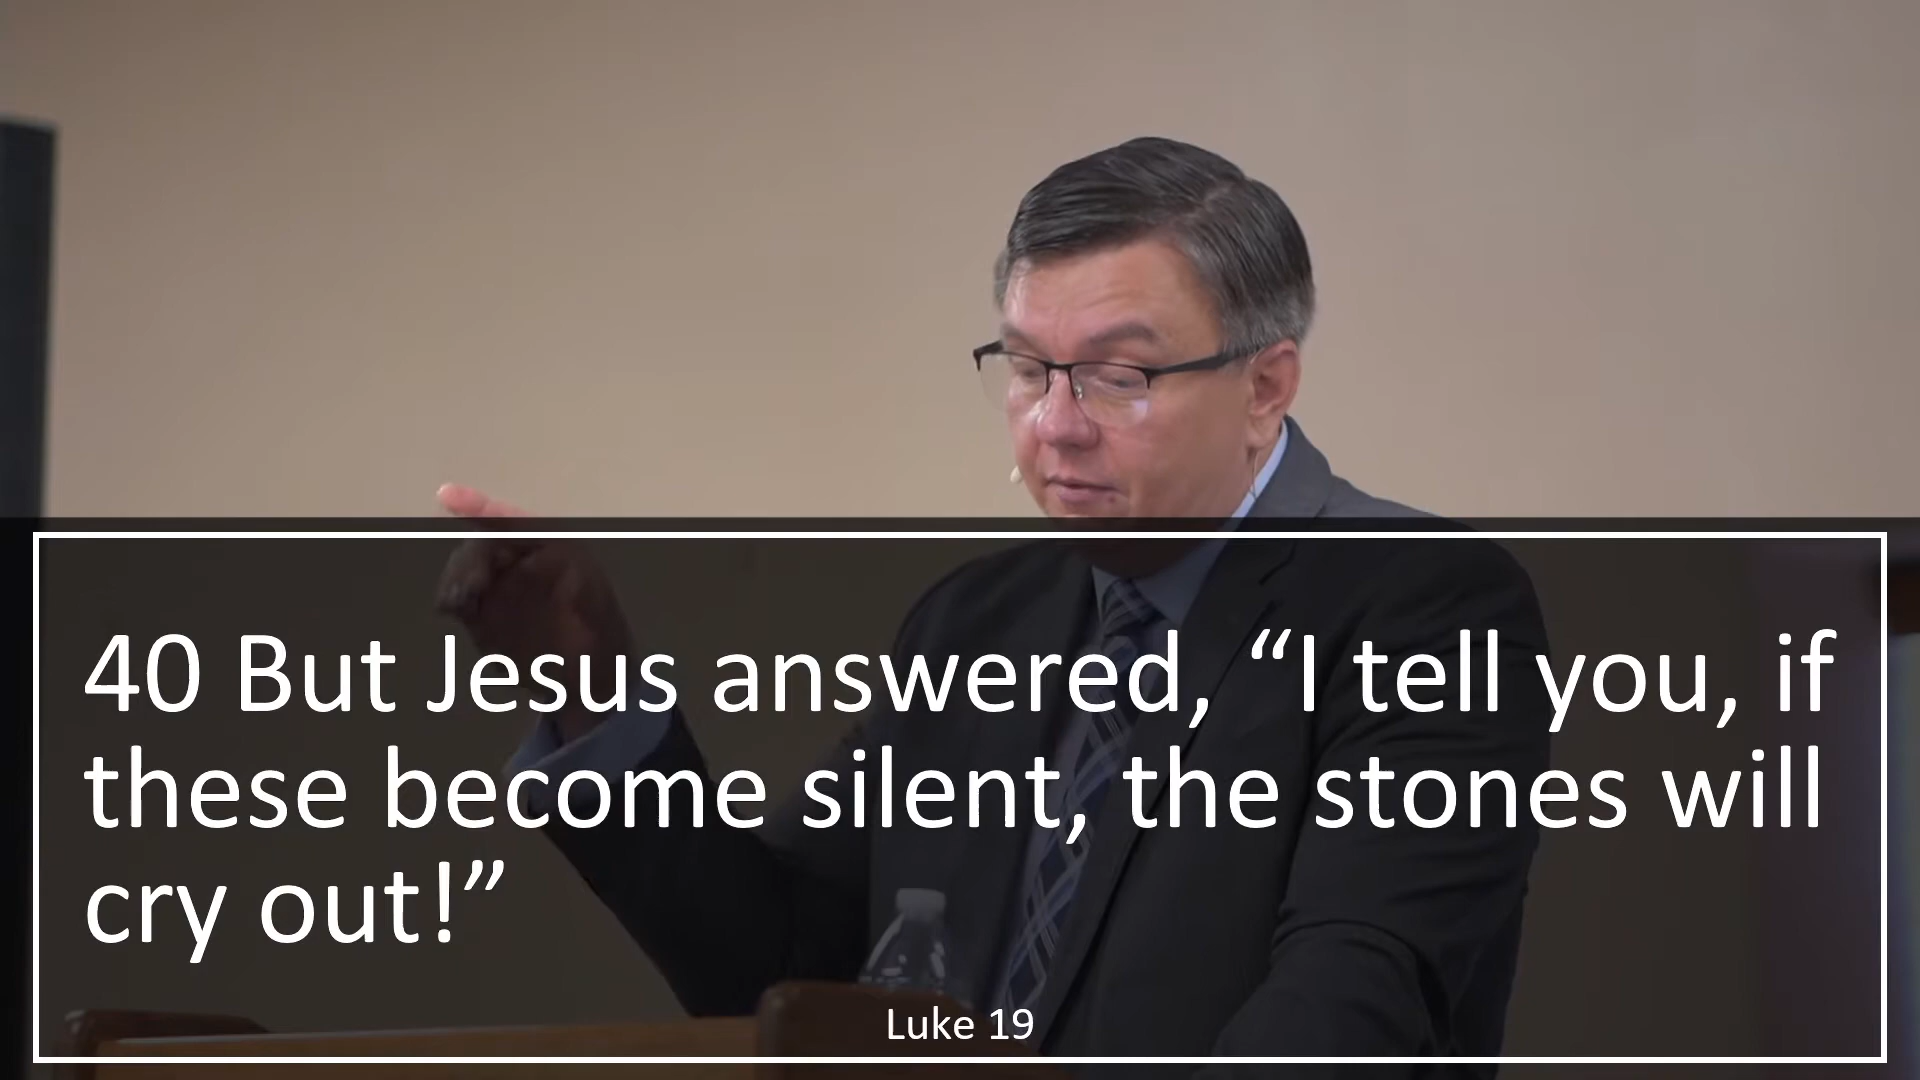 40 But Jesus answered, “I tell you, if
these become silent, the stones will
cry out!”
Luke 19